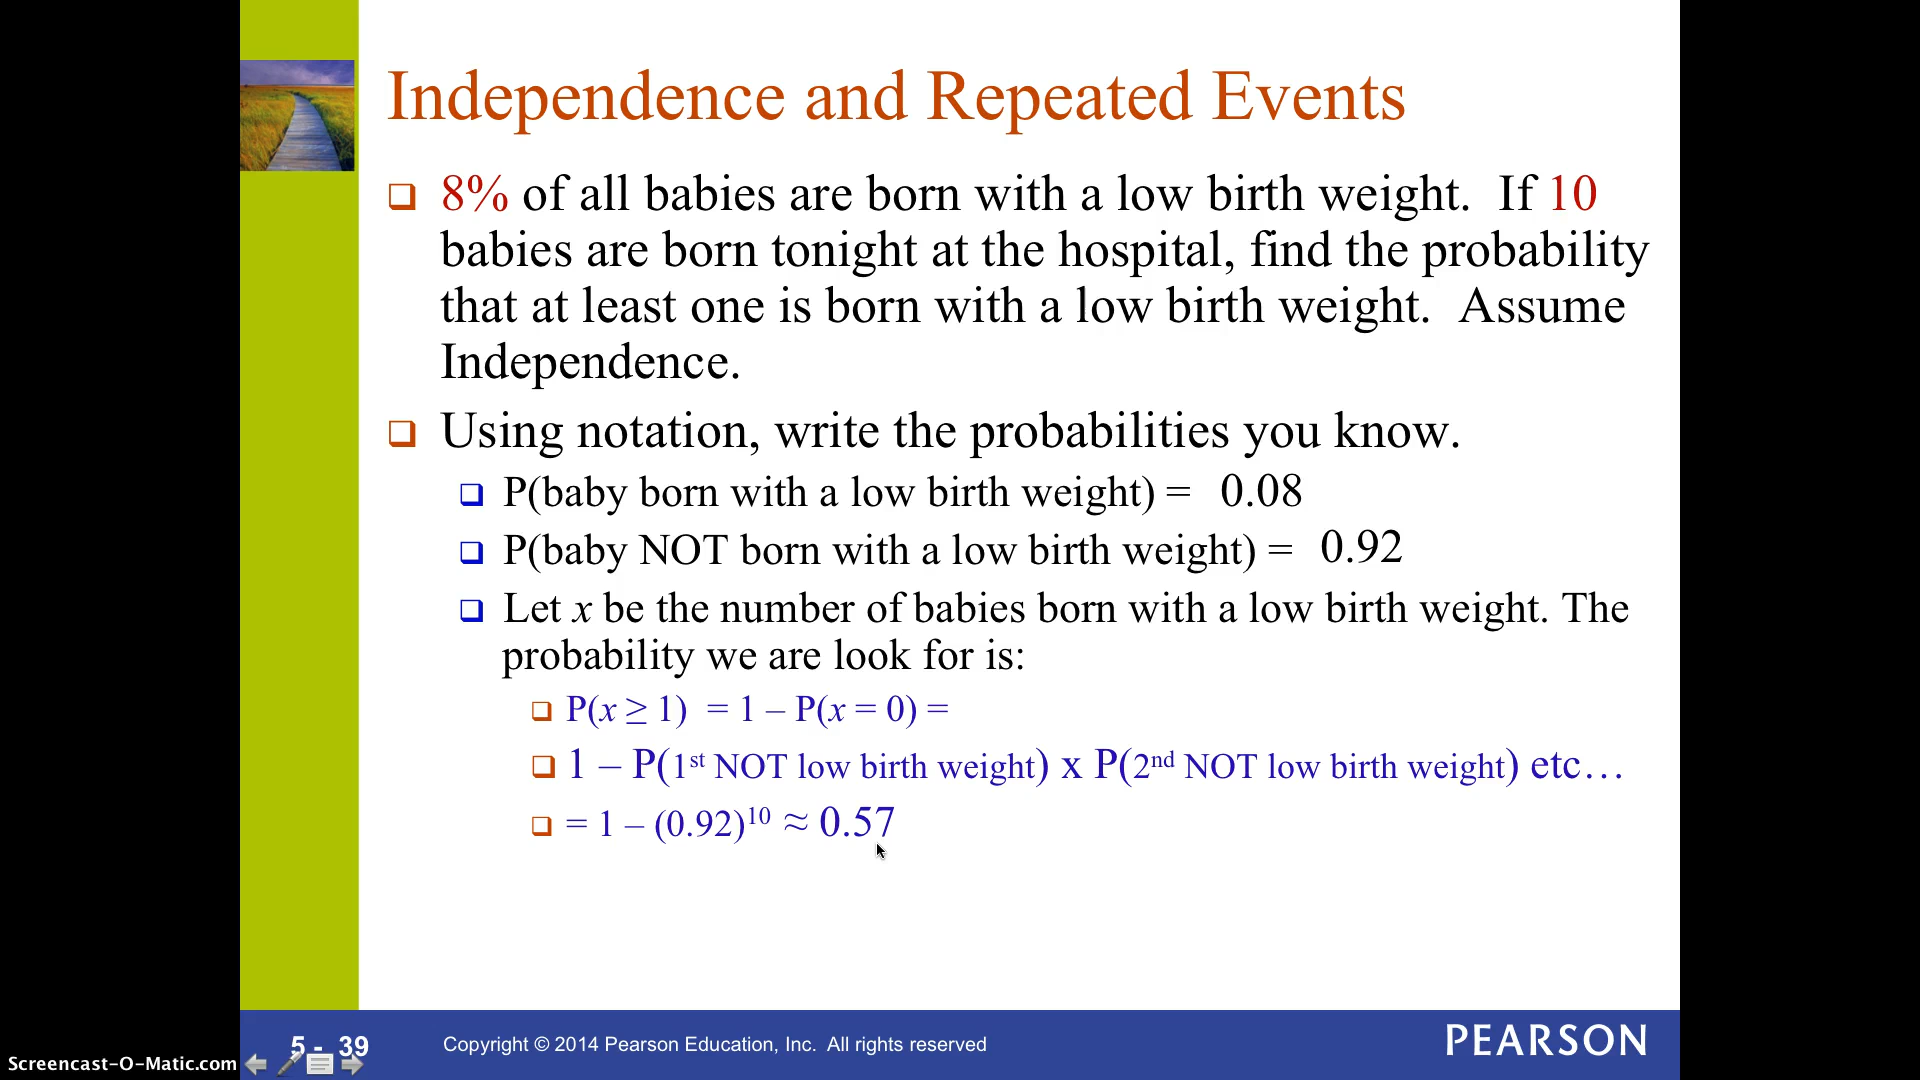 Independence and Repeated Events
❑ 8% of all babies are born with a low birth weight.  If 10
babies are born tonight at the hospital, find the probability
that at least one is born with a low birth weight.  Assume
Independence.
❑ Using notation, write the probabilities you know.
❑ P(baby born with a low birth weight) = 0.08
❑ P(baby NOT born with a low birth weight) = 0.92
❑ Let x be the number of babies born with a low birth weight. The
probability we are look for is:
❑ P(x ≥ 1)  = 1 – P(x = 0) =
❑ 1 – P(1ˢᵗ NOT low birth weight) x P(2ⁿᵈ NOT low birth weight) etc…
❑ = 1 – (0.92)¹⁰ ≈ 0.57
5 - 39
Copyright © 2014 Pearson Education, Inc.  All rights reserved
PEARSON
Screencast-O-Matic.com